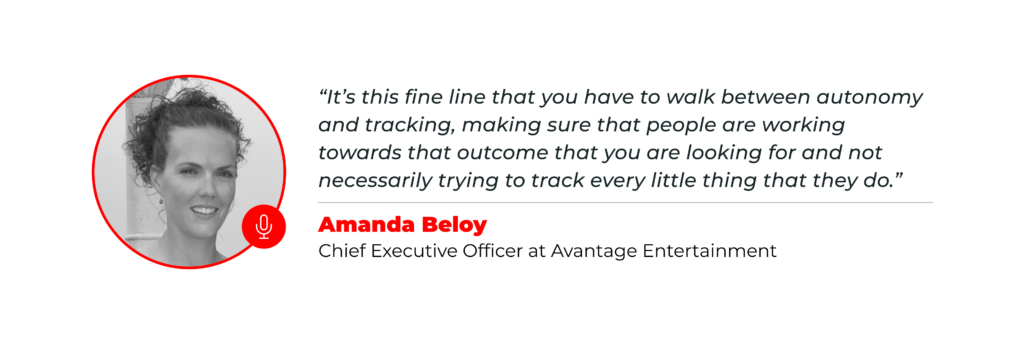 “It’s this fine line that you have to walk between autonomy
and tracking, making sure that people are working
towards that outcome that you are looking for and not
necessarily trying to track every little thing that they do.”
Amanda Beloy
Chief Executive Officer at Avantage Entertainment